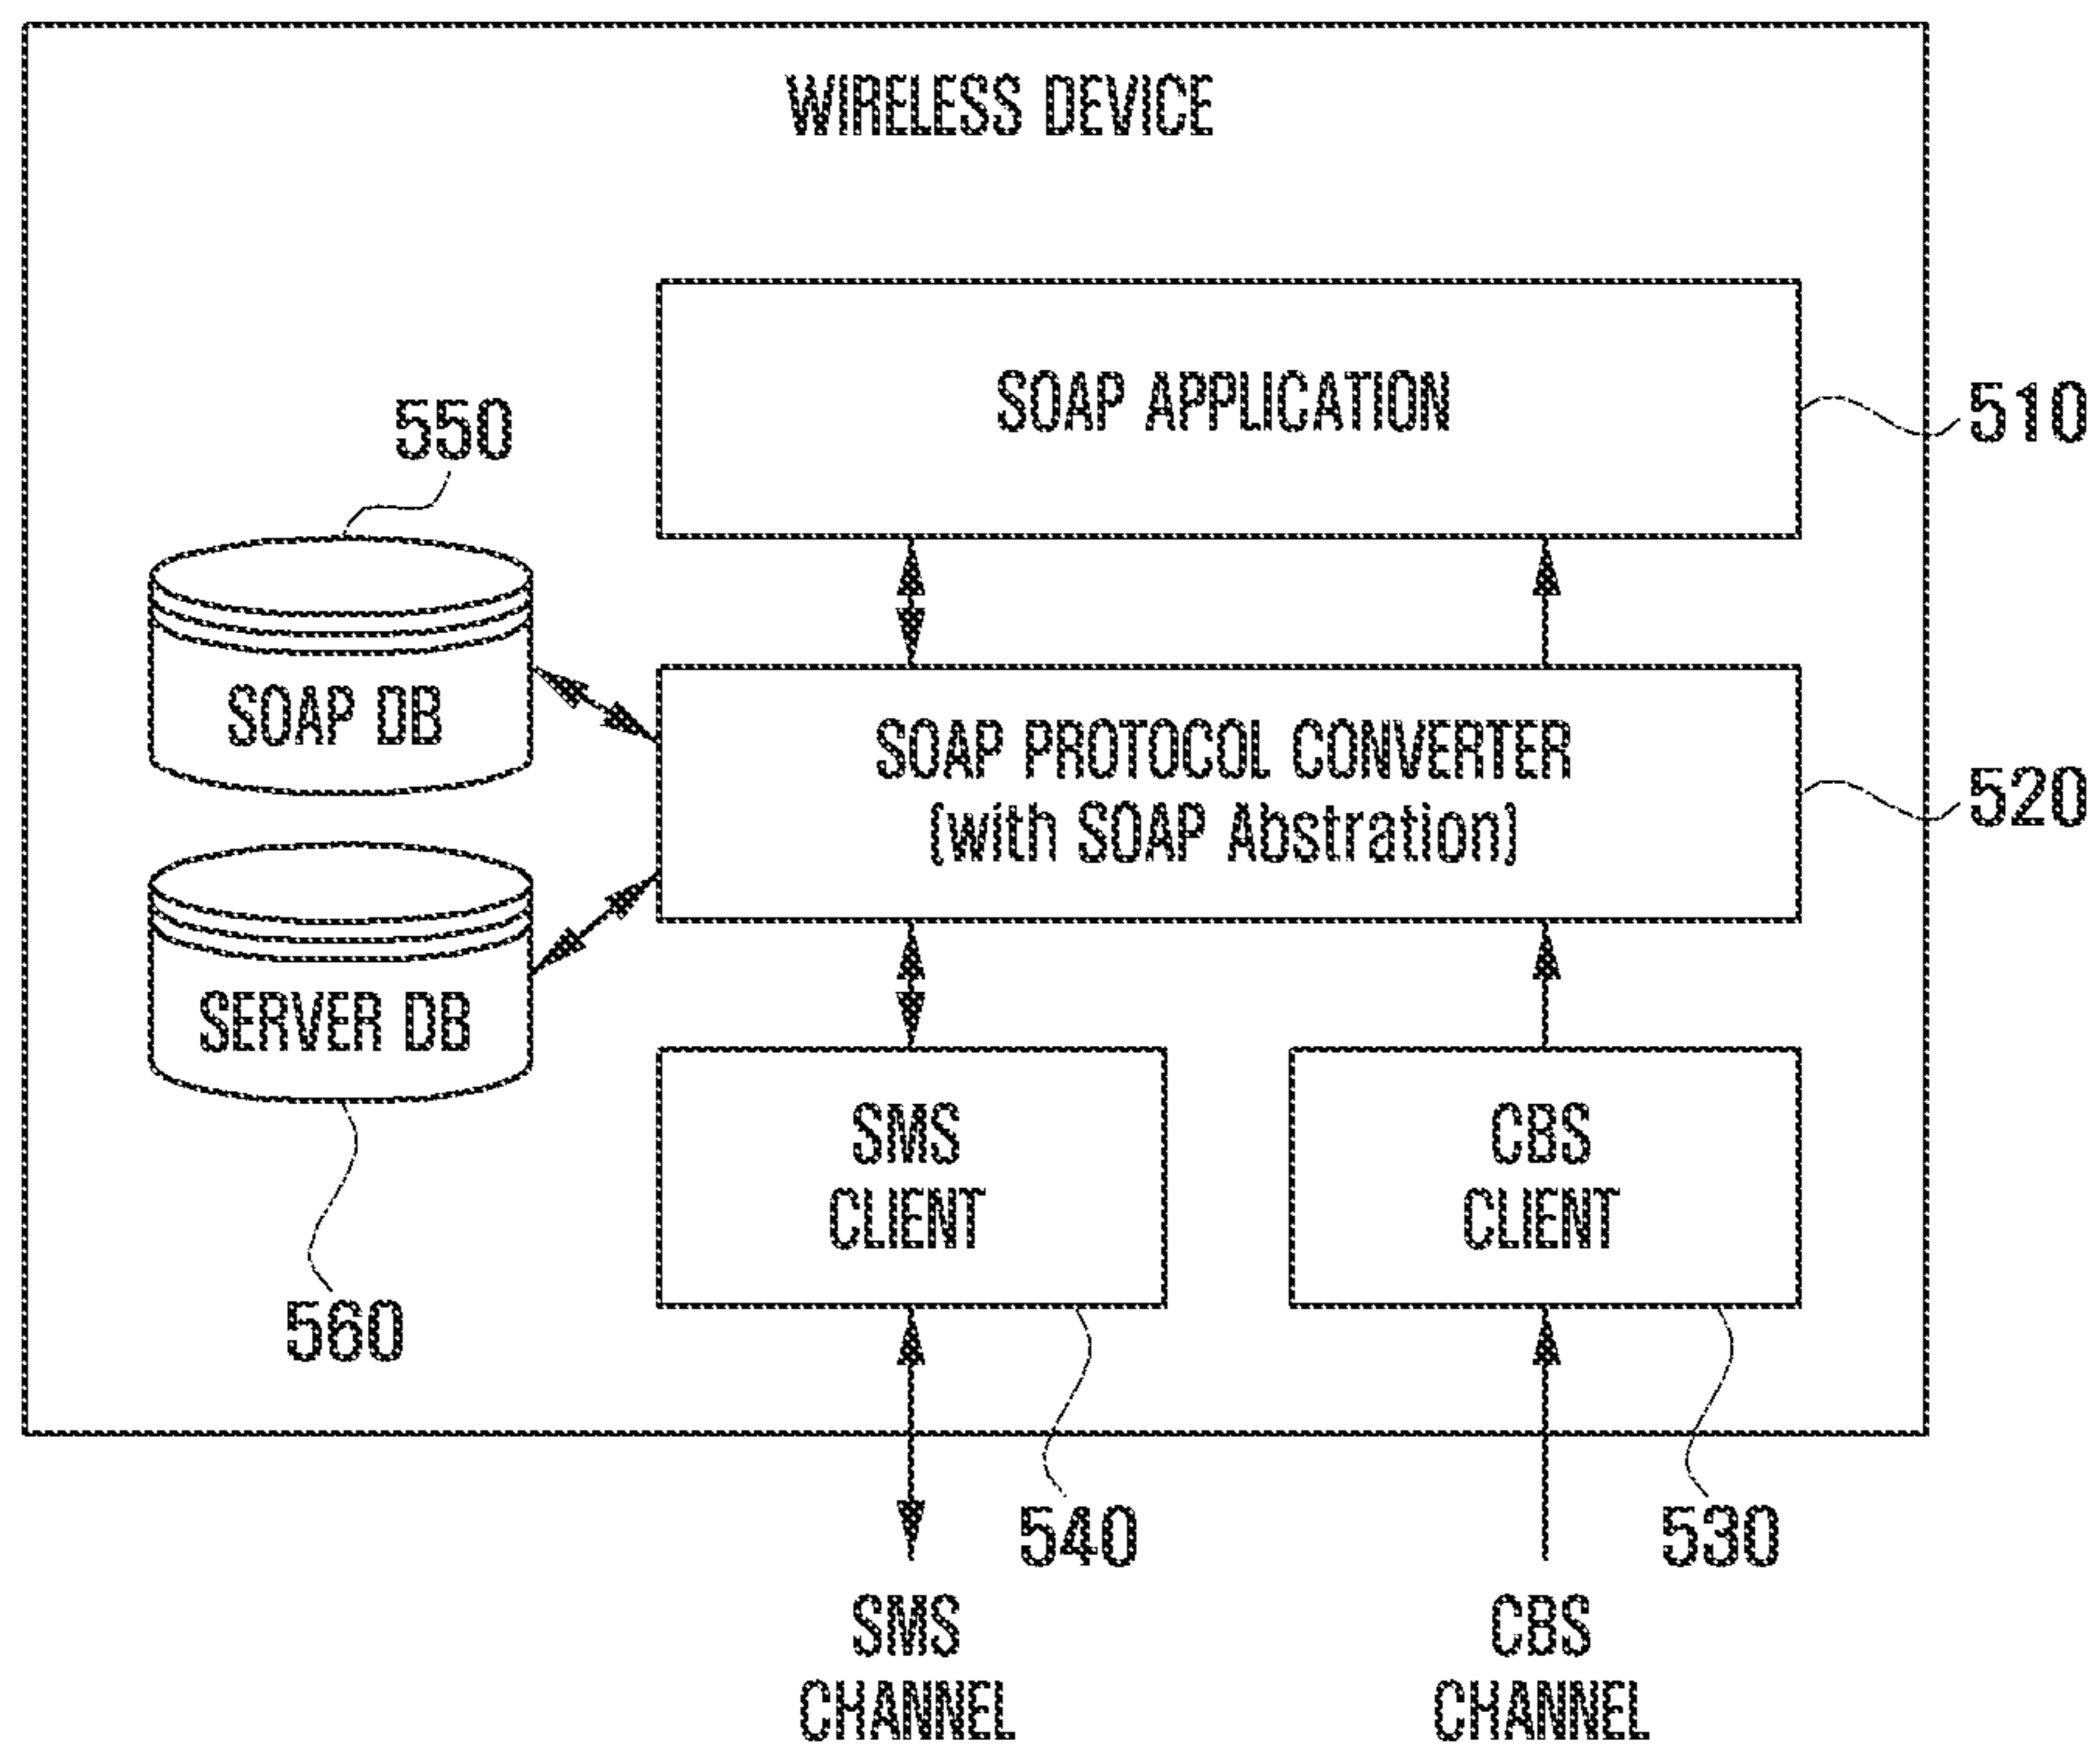 WIRELESS DEVICE
SOAP APPLICATION
510
550
SOAP DB
SOAP PROTOCOL CONVERTER
(with SOAP Abstration)
520
SERVER DB
560
SMS
CLIENT
CBS
CLIENT
540
530
SMS
CHANNEL
CBS
CHANNEL